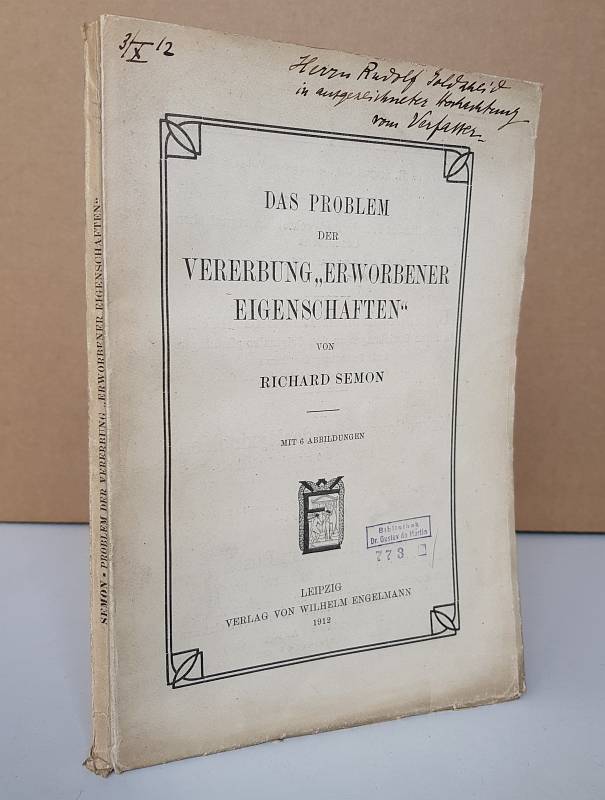 3/X 12
Herrn Rudolf Goldscheid
in ausgezeichneter Hochachtung
vom Verfasser.
DAS PROBLEM
DER
VERERBUNG „ERWORBENER
EIGENSCHAFTEN“
VON
RICHARD SEMON
MIT 6 ABBILDUNGEN
Bibliothek
Dr. Gustav de Martin
773
LEIPZIG
VERLAG VON WILHELM ENGELMANN
1912
SEMON - PROBLEM DER VERERBUNG „ERWORBENER EIGENSCHAFTEN“